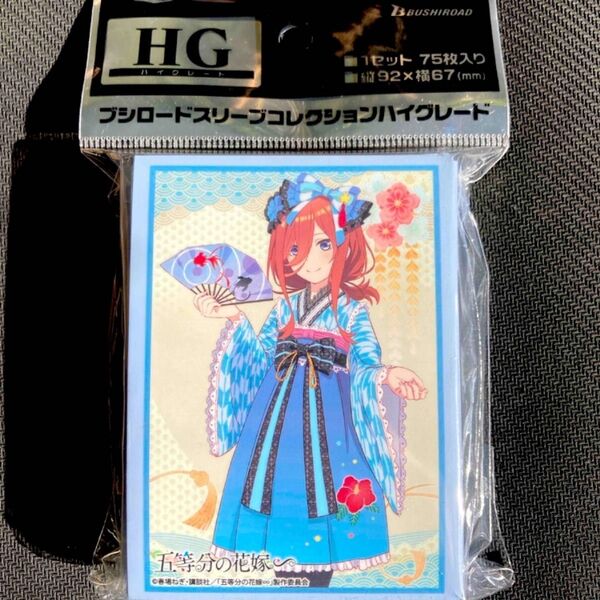 BUSHIROAD
HG
ハイグレード
1セット 75枚入り
縦92×横67(mm)
ブシロードスリーブコレクションハイグレード
五等分の花嫁∽
©春場ねぎ・講談社/「五等分の花嫁∽」製作委員会